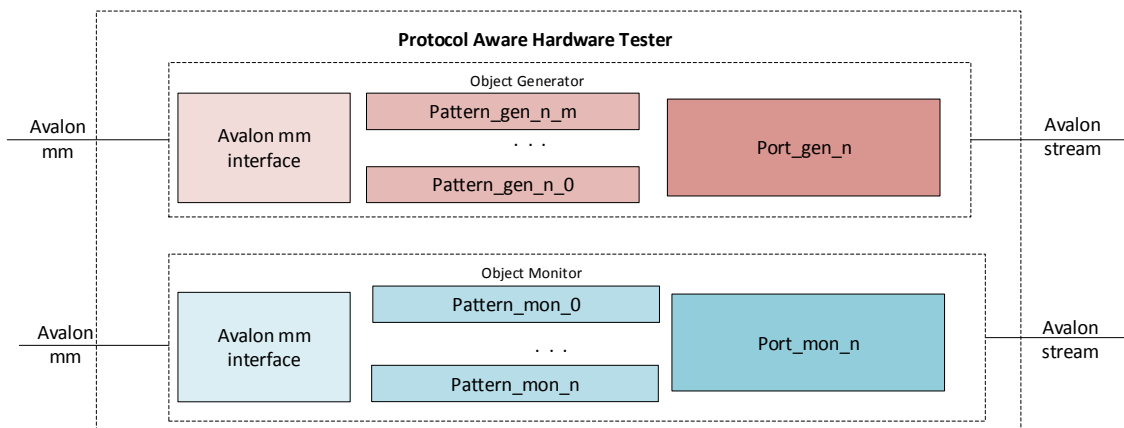 Protocol Aware Hardware Tester
Object Generator
Avalon
mm
Avalon mm
interface
Pattern_gen_n_m
. . .
Pattern_gen_n_0
Port_gen_n
Avalon
stream
Object Monitor
Avalon
mm
Avalon mm
interface
Pattern_mon_0
. . .
Pattern_mon_n
Port_mon_n
Avalon
stream